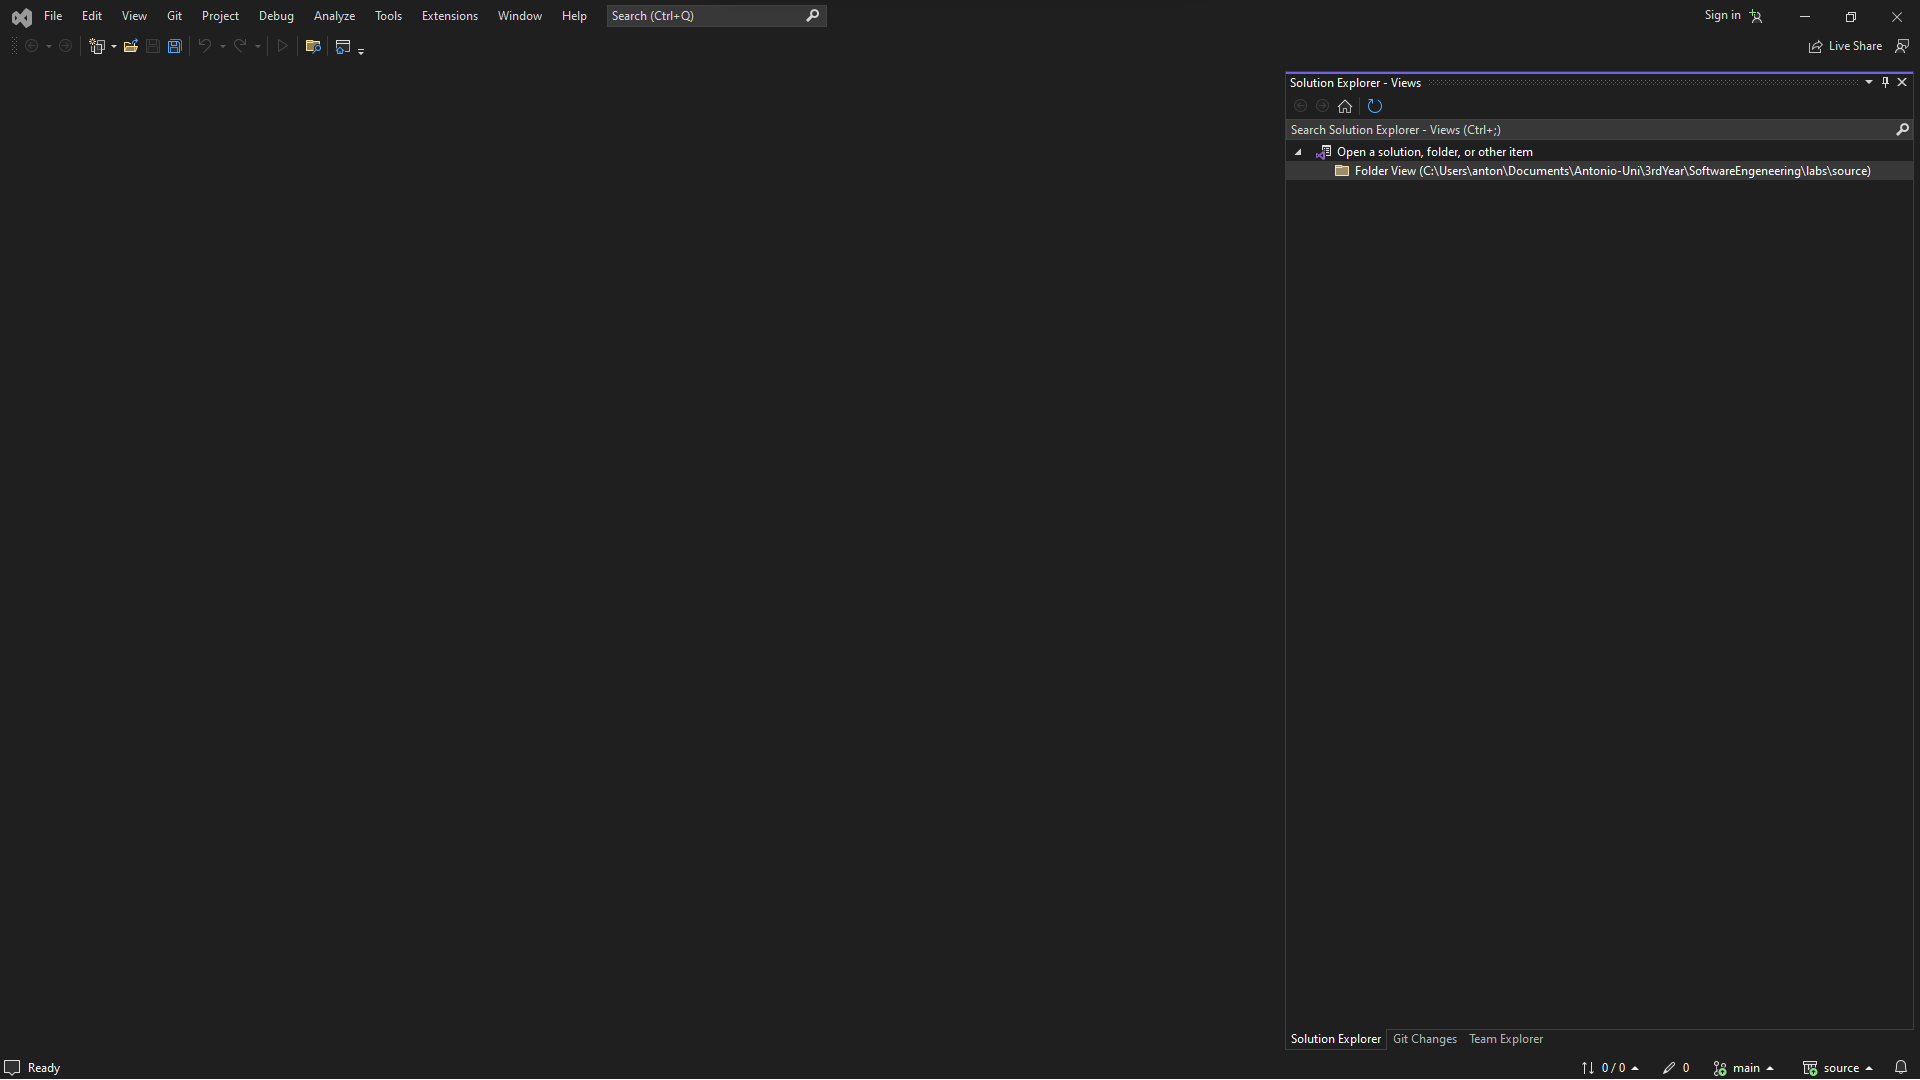 File Edit View Git Project Debug Analyze Tools Extensions Window Help Search (Ctrl+Q) Sign in
Live Share
Solution Explorer - Views
Search Solution Explorer - Views (Ctrl+;)
Open a solution, folder, or other item
Folder View (C:\Users\anton\Documents\Antonio-Uni\3rdYear\SoftwareEngeneering\labs\source)
Solution Explorer Git Changes Team Explorer
Ready 0 / 0 0 main source